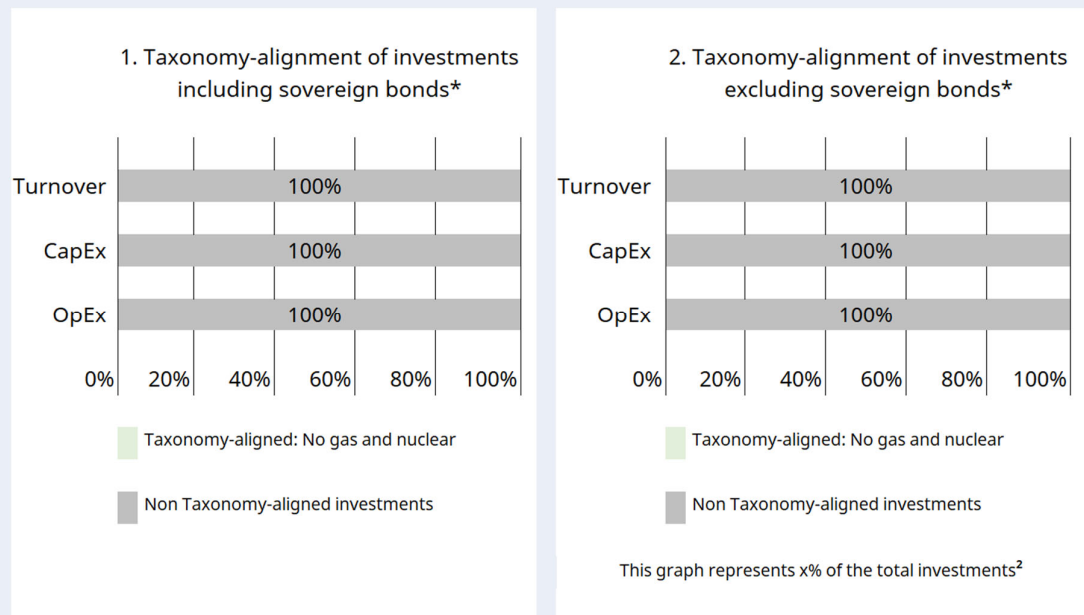 1. Taxonomy-alignment of investments
including sovereign bonds*
Turnover 100%
CapEx 100%
OpEx 100%
0% 20% 40% 60% 80% 100%
Taxonomy-aligned: No gas and nuclear
Non Taxonomy-aligned investments
2. Taxonomy-alignment of investments
excluding sovereign bonds*
Turnover 100%
CapEx 100%
OpEx 100%
0% 20% 40% 60% 80% 100%
Taxonomy-aligned: No gas and nuclear
Non Taxonomy-aligned investments
This graph represents x% of the total investments²